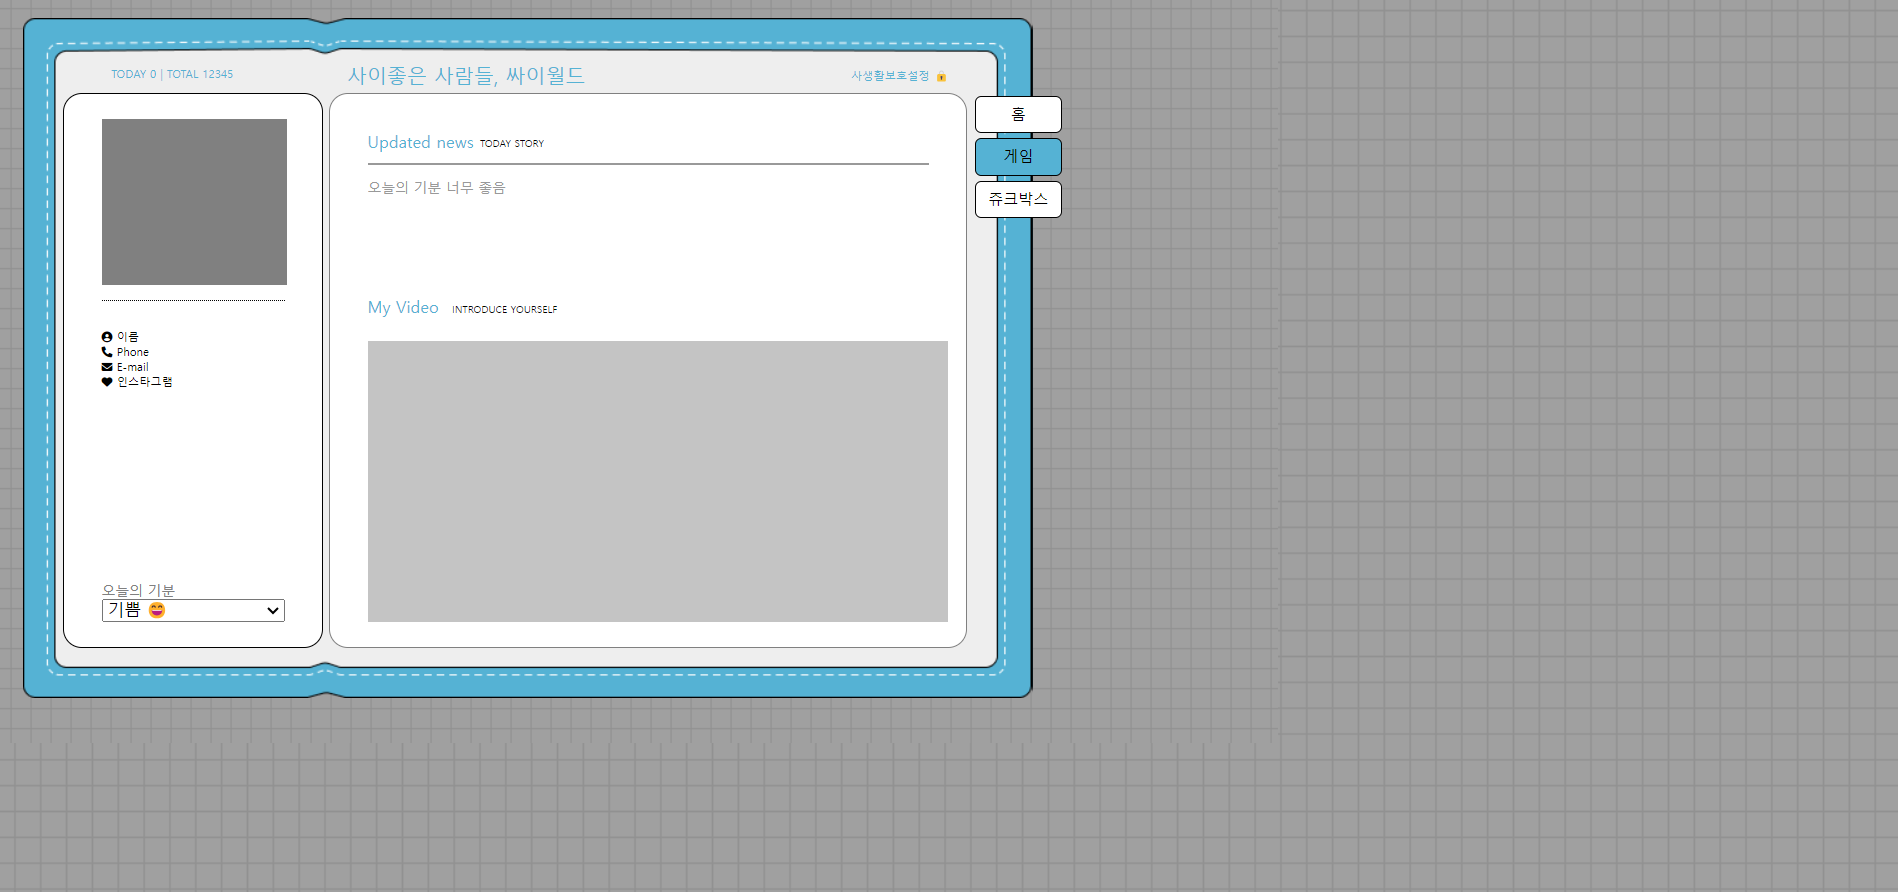 TODAY 0 | TOTAL 12345
사이좋은 사람들, 싸이월드
사생활보호설정 🔒
홈
게임
쥬크박스
Updated news TODAY STORY
오늘의 기분 너무 좋음
이름
Phone
E-mail
인스타그램
My Video INTRODUCE YOURSELF
오늘의 기분
기쁨 😄